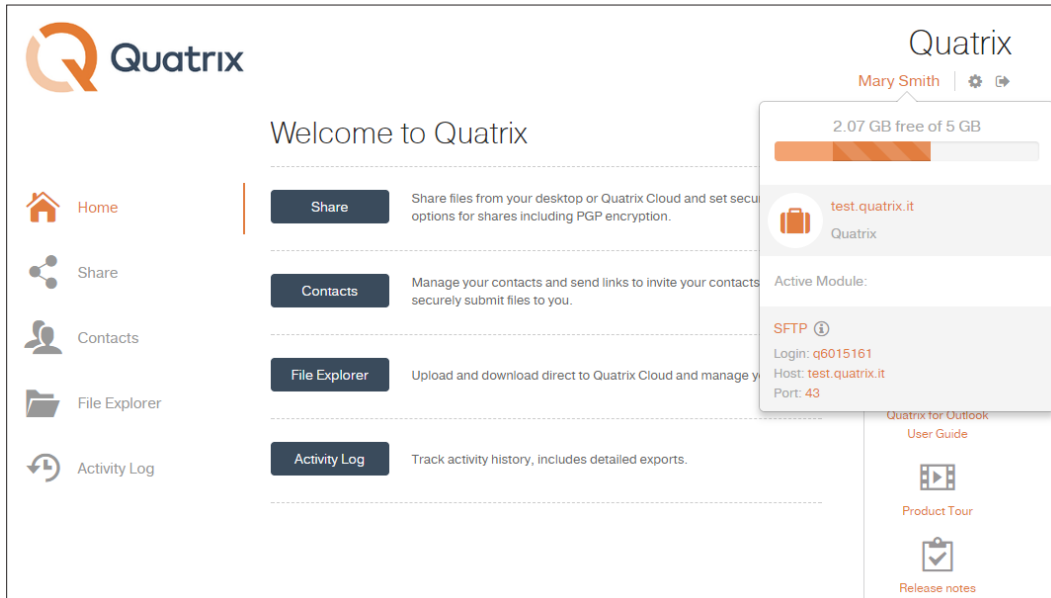 Quatrix
Quatrix
Mary Smith
Welcome to Quatrix
2.07 GB free of 5 GB
test.quatrix.it
Quatrix
Active Module:
SFTP
Login: q6015161
Host: test.quatrix.it
Port: 43
Home
Share
Contacts
File Explorer
Activity Log
Share
Share files from your desktop or Quatrix Cloud and set
options for shares including PGP encryption.
Contacts
Manage your contacts and send links to invite your contacts
securely submit files to you.
File Explorer
Upload and download direct to Quatrix Cloud and manage
Activity Log
Track activity history, includes detailed exports.
Quatrix for Outlook
User Guide
Product Tour
Release notes